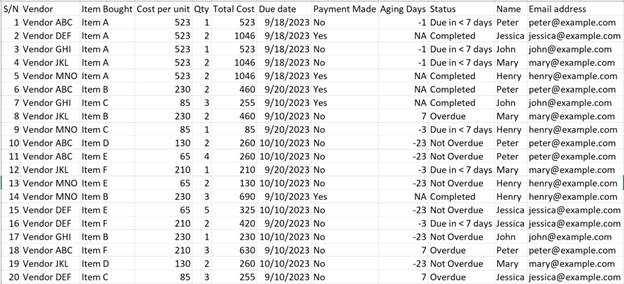 S/N Vendor Item Bought Cost per unit Qty Total Cost Due date Payment Made Aging Days Status Name Email address
1 Vendor ABC Item A 523 1 523 9/18/2023 No -1 Due in < 7 days Peter peter@example.com
2 Vendor DEF Item A 523 2 1046 9/18/2023 Yes NA Completed Jessica jessica@example.com
3 Vendor GHI Item A 523 1 523 9/18/2023 No -1 Due in < 7 days John john@example.com
4 Vendor JKL Item A 523 2 1046 9/18/2023 No -1 Due in < 7 days Mary mary@example.com
5 Vendor MNO Item A 523 2 1046 9/18/2023 Yes NA Completed Henry henry@example.com
6 Vendor ABC Item B 230 2 460 9/20/2023 Yes NA Completed Peter peter@example.com
7 Vendor GHI Item C 85 3 255 9/10/2023 Yes NA Completed John john@example.com
8 Vendor JKL Item B 230 2 460 9/10/2023 No 7 Overdue Mary mary@example.com
9 Vendor MNO Item C 85 1 85 9/20/2023 No -3 Due in < 7 days Henry henry@example.com
10 Vendor ABC Item D 130 2 260 10/10/2023 No -23 Not Overdue Peter peter@example.com
11 Vendor ABC Item E 65 4 260 10/10/2023 No -23 Not Overdue Peter peter@example.com
12 Vendor JKL Item F 210 1 210 9/20/2023 No -3 Due in < 7 days Mary mary@example.com
13 Vendor MNO Item E 65 2 130 10/10/2023 No -23 Not Overdue Henry henry@example.com
14 Vendor MNO Item B 230 3 690 9/10/2023 Yes NA Completed Henry henry@example.com
15 Vendor DEF Item E 65 5 325 10/10/2023 No -23 Not Overdue Jessica jessica@example.com
16 Vendor DEF Item F 210 2 420 9/20/2023 No -3 Due in < 7 days Jessica jessica@example.com
17 Vendor GHI Item B 230 1 230 10/10/2023 No -23 Not Overdue John john@example.com
18 Vendor ABC Item F 210 3 630 9/10/2023 No 7 Overdue Peter peter@example.com
19 Vendor JKL Item D 130 2 260 10/10/2023 No -23 Not Overdue Mary mary@example.com
20 Vendor DEF Item C 85 3 255 9/10/2023 No 7 Overdue Jessica jessica@example.com